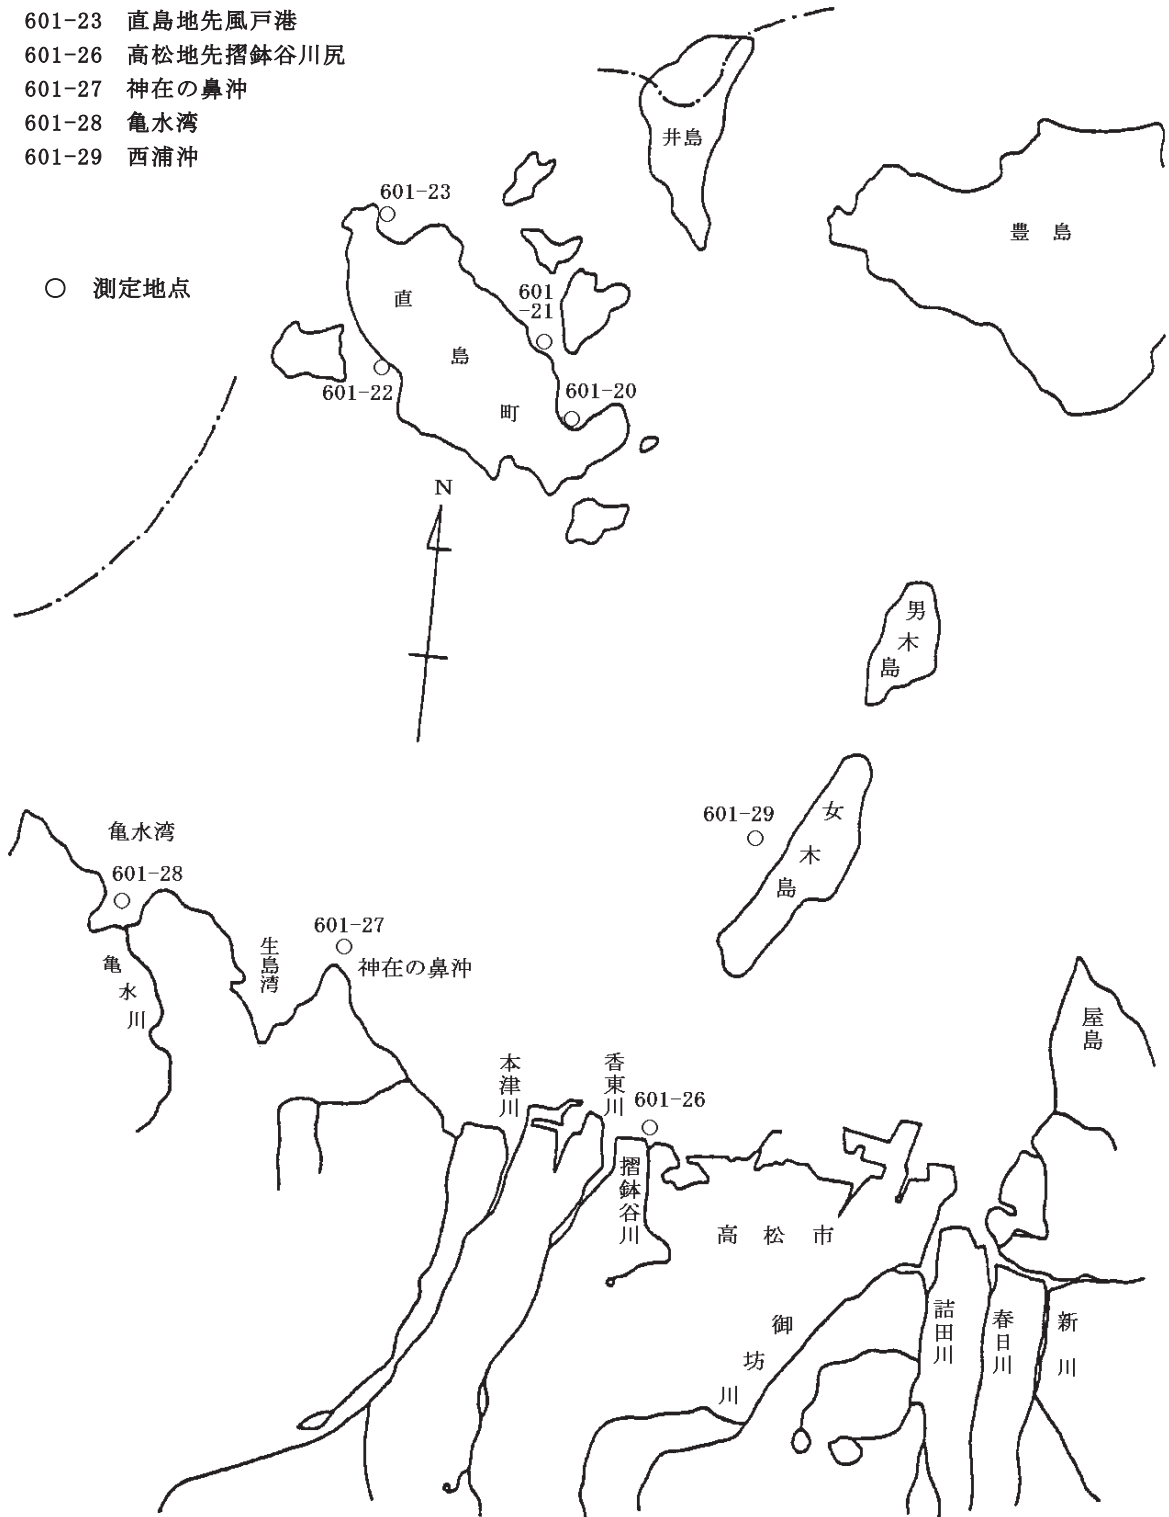 601-23 直島地先風戸港
601-26 高松地先摺鉢谷川尻
601-27 神在の鼻沖
601-28 亀水湾
601-29 西浦沖
○ 測定地点
井島
豊島
601-23
直島町
601
-21
601-22
601-20
N
男木島
女木島
601-29
亀水湾
601-28
亀水川
生島湾
601-27
神在の鼻沖
屋島
本津川
香東川
601-26
摺鉢谷川
高松市
御坊川
詰田川
春日川
新川